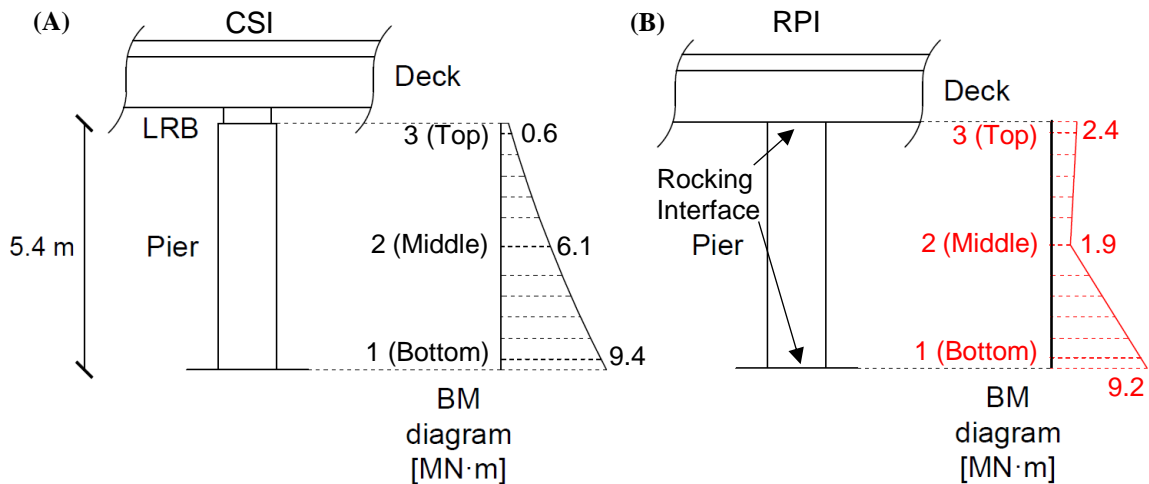 (A)
CSI
Deck
LRB
3 (Top)
0.6
5.4 m
Pier
2 (Middle)
6.1
1 (Bottom)
9.4
BM
diagram
[MN·m]
(B)
RPI
Deck
3 (Top)
2.4
Rocking
Interface
Pier
2 (Middle)
1.9
1 (Bottom)
9.2
BM
diagram
[MN·m]